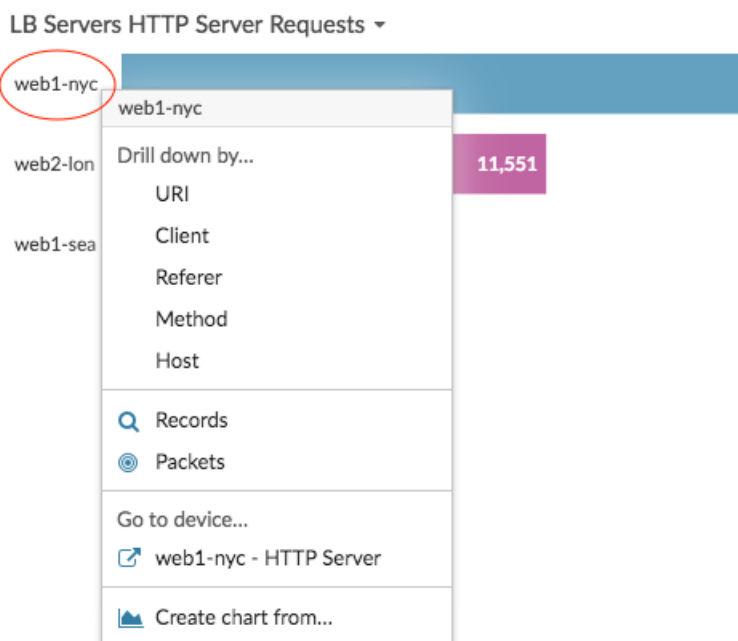 LB Servers HTTP Server Requests
web1-nyc
web1-nyc
Drill down by...
web2-lon
11,551
URI
Client
web1-sea
Referer
Method
Host
Records
Packets
Go to device...
web1-nyc - HTTP Server
Create chart from...